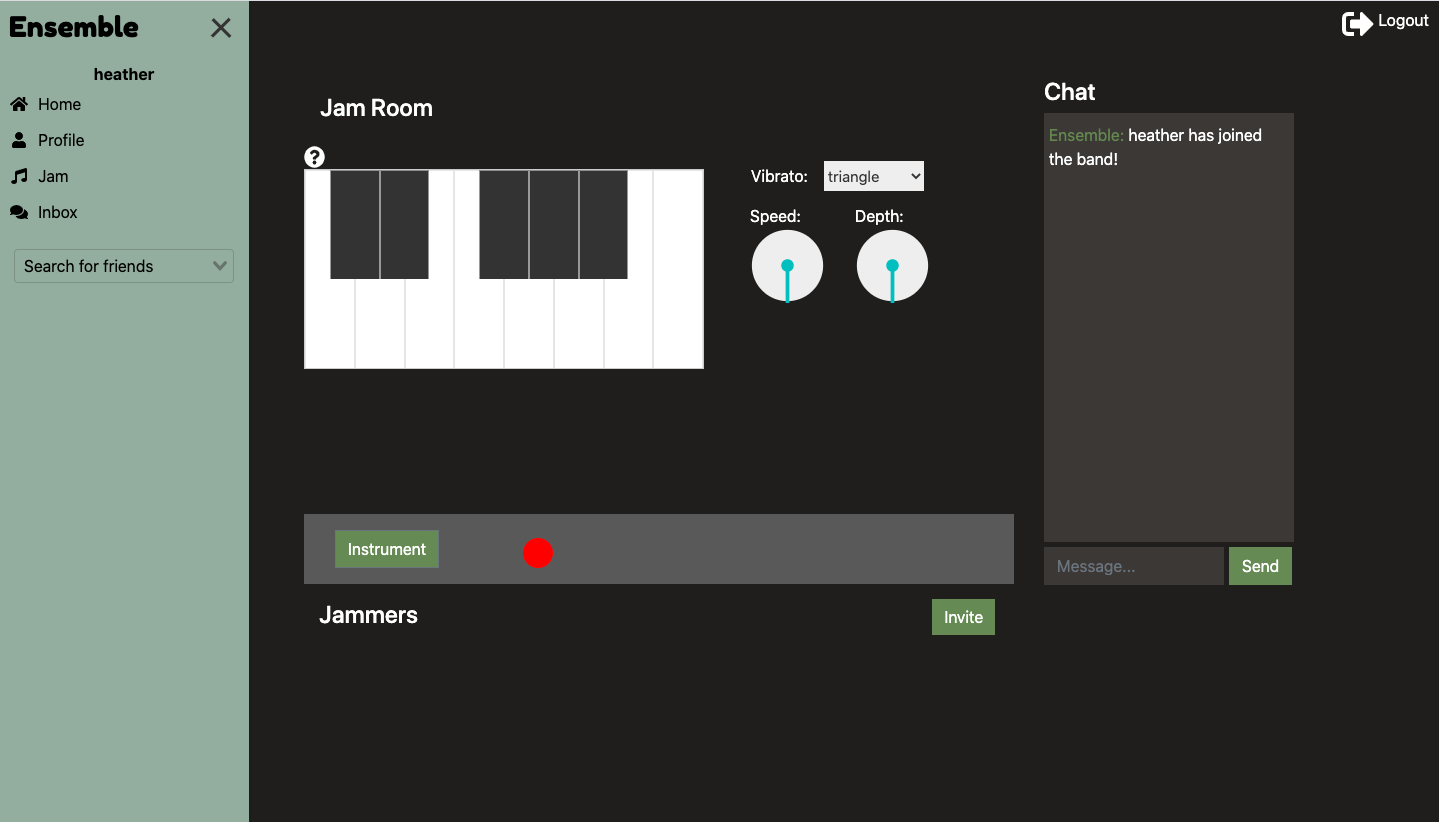 Ensemble
heather
Home
Profile
Jam
Inbox
Search for friends
Logout
Jam Room
?
Vibrato:
triangle
Speed:
Depth:
Instrument
Jammers
Invite
Chat
Ensemble: heather has joined
the band!
Message...
Send